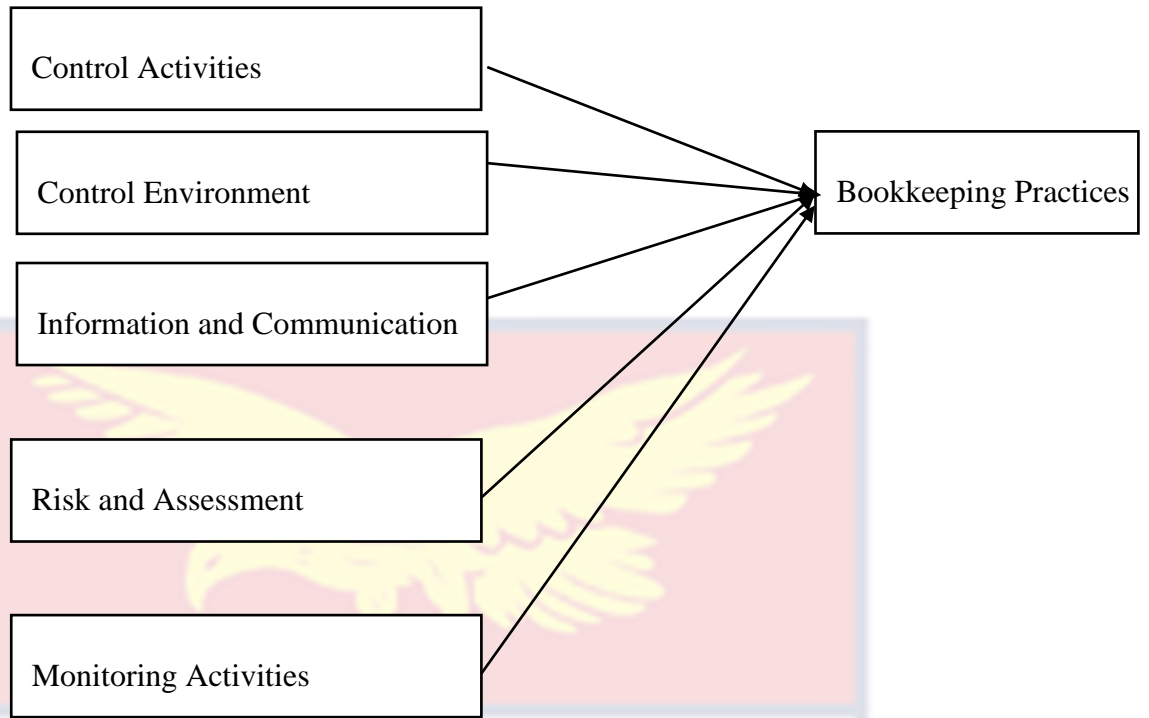 Control Activities
Control Environment
Bookkeeping Practices
Information and Communication
Risk and Assessment
Monitoring Activities